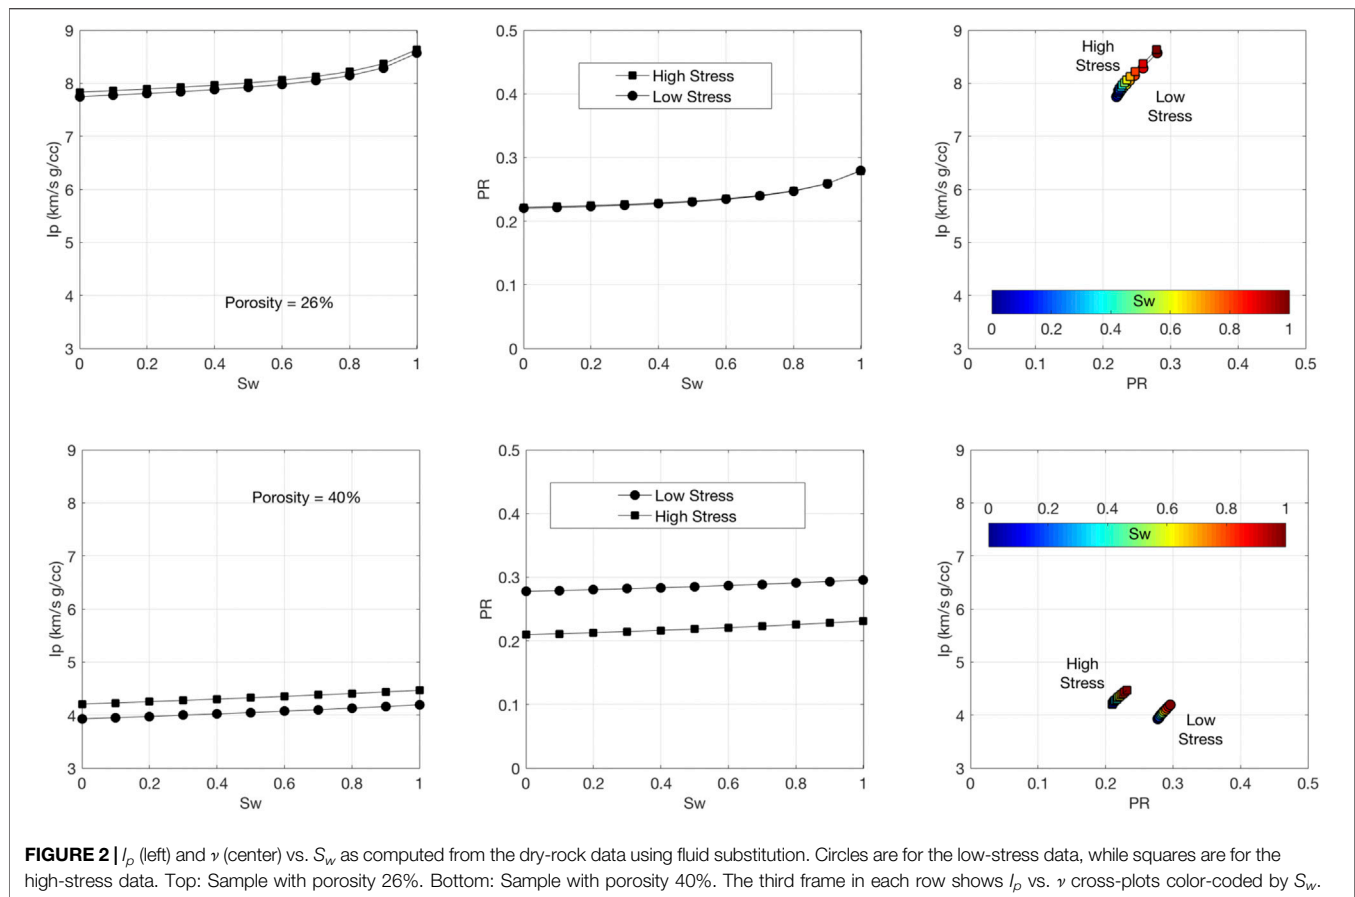 9
8
7
6
5
4
3
Ip (km/s g/cc)
Porosity = 26%
0 0.2 0.4 0.6 0.8 1
Sw
0.5
0.4
0.3
0.2
0.1
0
PR
High Stress
Low Stress
0 0.2 0.4 0.6 0.8 1
Sw
9
8
7
6
5
4
3
Ip (km/s g/cc)
High
Stress
Low
Stress
Sw
0 0.2 0.4 0.6 0.8 1
0 0.1 0.2 0.3 0.4 0.5
PR
9
8
7
6
5
4
3
Ip (km/s g/cc)
Porosity = 40%
0 0.2 0.4 0.6 0.8 1
Sw
0.5
0.4
0.3
0.2
0.1
0
PR
Low Stress
High Stress
0 0.2 0.4 0.6 0.8 1
Sw
9
8
7
6
5
4
3
Ip (km/s g/cc)
0 0.2 0.4 0.6 0.8 1
Sw
High
Stress
Low
Stress
0 0.1 0.2 0.3 0.4 0.5
PR
FIGURE 2 | Ip (left) and ν (center) vs. Sw as computed from the dry-rock data using fluid substitution. Circles are for the low-stress data, while squares are for the
high-stress data. Top: Sample with porosity 26%. Bottom: Sample with porosity 40%. The third frame in each row shows Ip vs. ν cross-plots color-coded by Sw.